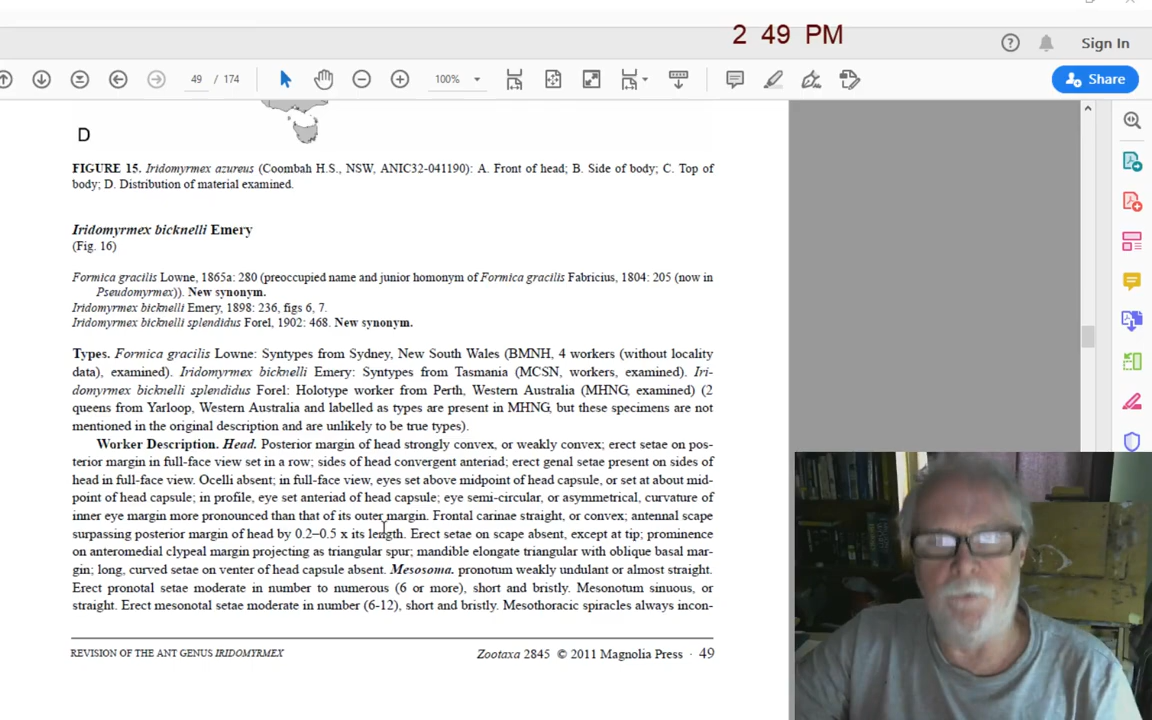 2 49 PM
Sign In
49 / 174
100%
Share
D
FIGURE 15. Iridomyrmex azureus (Coombah H.S., NSW, ANIC32-041190): A. Front of head; B. Side of body; C. Top of
body; D. Distribution of material examined.
Iridomyrmex bicknelli Emery
(Fig. 16)
Formica gracilis Lowne, 1865a: 280 (preoccupied name and junior homonym of Formica gracilis Fabricius, 1804: 205 (now in
Pseudomyrmex)). New synonym.
Iridomyrmex bicknelli Emery, 1898: 236, figs 6, 7.
Iridomyrmex bicknelli splendidus Forel, 1902: 468. New synonym.
Types. Formica gracilis Lowne: Syntypes from Sydney, New South Wales (BMNH, 4 workers (without locality
data), examined). Iridomyrmex bicknelli Emery: Syntypes from Tasmania (MCSN, workers, examined). Iri-
domyrmex bicknelli splendidus Forel: Holotype worker from Perth, Western Australia (MHNG, examined) (2
queens from Yarloop, Western Australia and labelled as types are present in MHNG, but these specimens are not
mentioned in the original description and are unlikely to be true types).
Worker Description. Head. Posterior margin of head strongly convex, or weakly convex; erect setae on pos-
terior margin in full-face view set in a row; sides of head convergent anteriad; erect genal setae present on sides of
head in full-face view. Ocelli absent; in full-face view, eyes set above midpoint of head capsule, or set at about mid-
point of head capsule; in profile, eye set anteriad of head capsule; eye semi-circular, or asymmetrical, curvature of
inner eye margin more pronounced than that of its outer margin. Frontal carinae straight, or convex; antennal scape
surpassing posterior margin of head by 0.2–0.5 x its length. Erect setae on scape absent, except at tip; prominence
on anteromedial clypeal margin projecting as triangular spur; mandible elongate triangular with oblique basal mar-
gin; long, curved setae on venter of head capsule absent. Mesosoma. pronotum weakly undulant or almost straight.
Erect pronotal setae moderate in number to numerous (6 or more), short and bristly. Mesonotum sinuous, or
straight. Erect mesonotal setae moderate in number (6-12), short and bristly. Mesothoracic spiracles always incon-
REVISION OF THE ANT GENUS IRIDOMYRMEX
Zootaxa 2845 © 2011 Magnolia Press · 49